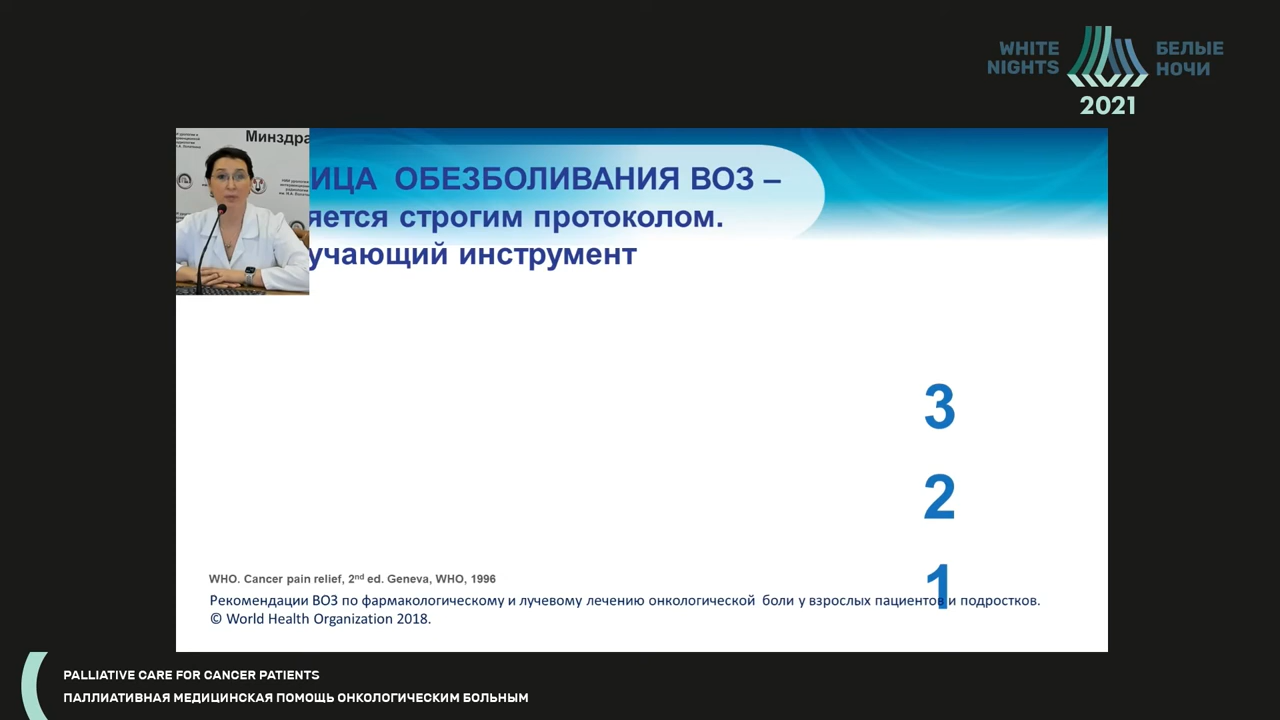 WHITE
NIGHTS
БЕЛЫЕ
НОЧИ
2021
Минздра
ИЦА ОБЕЗБОЛИВАНИЯ ВОЗ –
яется строгим протоколом.
учающий инструмент
3
2
1
WHO. Cancer pain relief, 2nd ed. Geneva, WHO, 1996
Рекомендации ВОЗ по фармакологическому и лучевому лечению онкологической боли у взрослых пациентов и подростков.
© World Health Organization 2018.
PALLIATIVE CARE FOR CANCER PATIENTS
ПАЛЛИАТИВНАЯ МЕДИЦИНСКАЯ ПОМОЩЬ ОНКОЛОГИЧЕСКИМ БОЛЬНЫМ